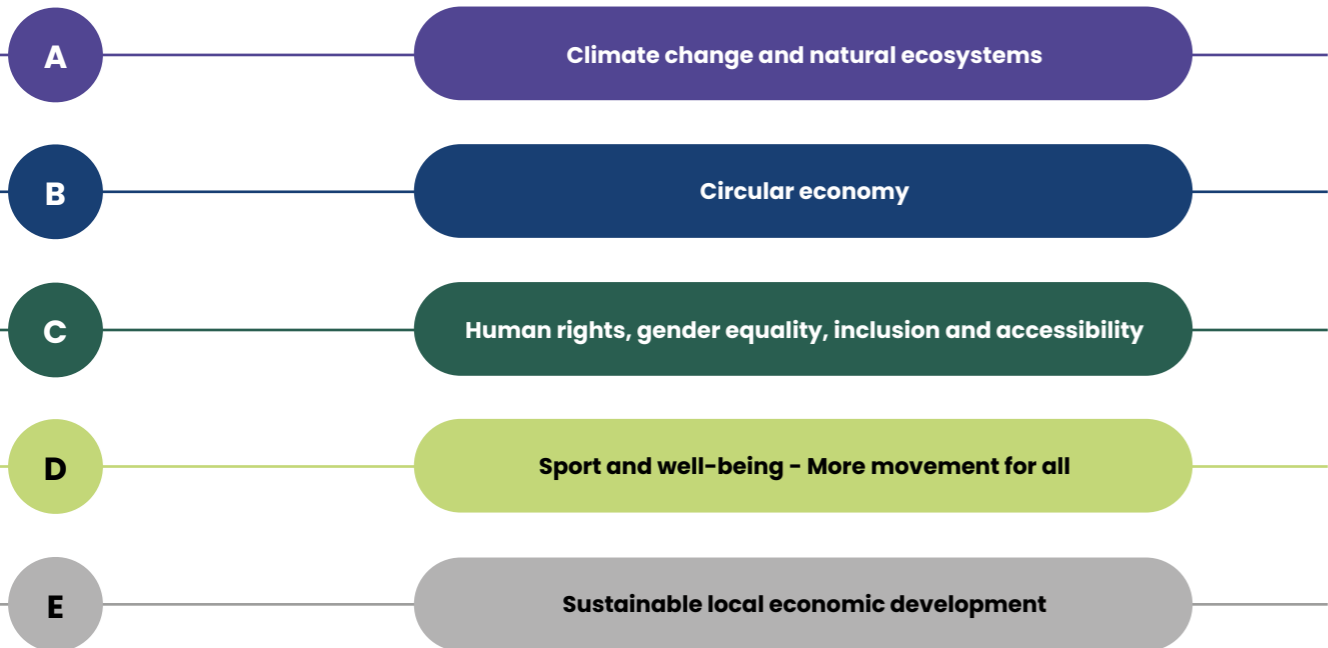 A
Climate change and natural ecosystems
B
Circular economy
C
Human rights, gender equality, inclusion and accessibility
D
Sport and well-being - More movement for all
E
Sustainable local economic development